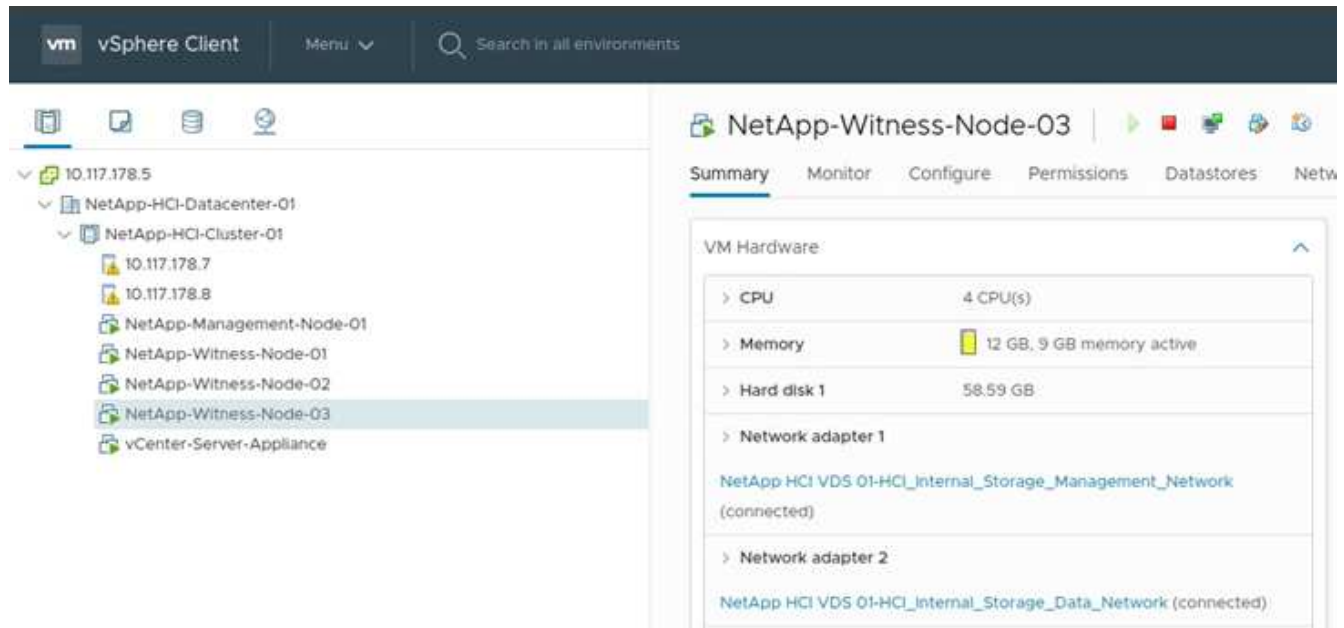 vm vSphere Client Menu Search in all environments
10.117.178.5
NetApp-HCI-Datacenter-01
NetApp-HCI-Cluster-01
10.117.178.7
10.117.178.8
NetApp-Management-Node-01
NetApp-Witness-Node-01
NetApp-Witness-Node-02
NetApp-Witness-Node-03
vCenter-Server-Appliance
NetApp-Witness-Node-03
Summary Monitor Configure Permissions Datastores Netw
VM Hardware
CPU 4 CPU(s)
Memory 12 GB, 9 GB memory active
Hard disk 1 58.59 GB
Network adapter 1
NetApp HCI VDS 01-HCI_Internal_Storage_Management_Network
(connected)
Network adapter 2
NetApp HCI VDS 01-HCI_Internal_Storage_Data_Network (connected)